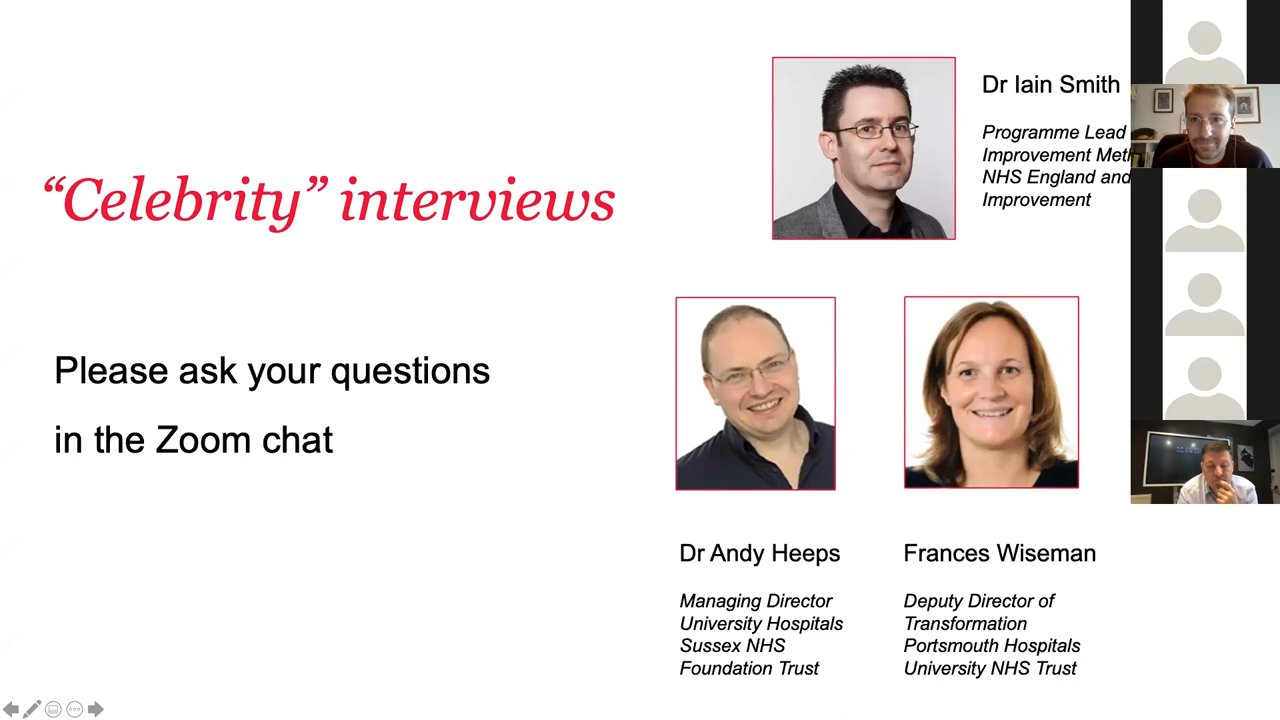 “Celebrity” interviews
Please ask your questions
in the Zoom chat
Dr Iain Smith
Programme Lead
Improvement Meth
NHS England and
Improvement
Dr Andy Heeps
Managing Director
University Hospitals
Sussex NHS
Foundation Trust
Frances Wiseman
Deputy Director of
Transformation
Portsmouth Hospitals
University NHS Trust